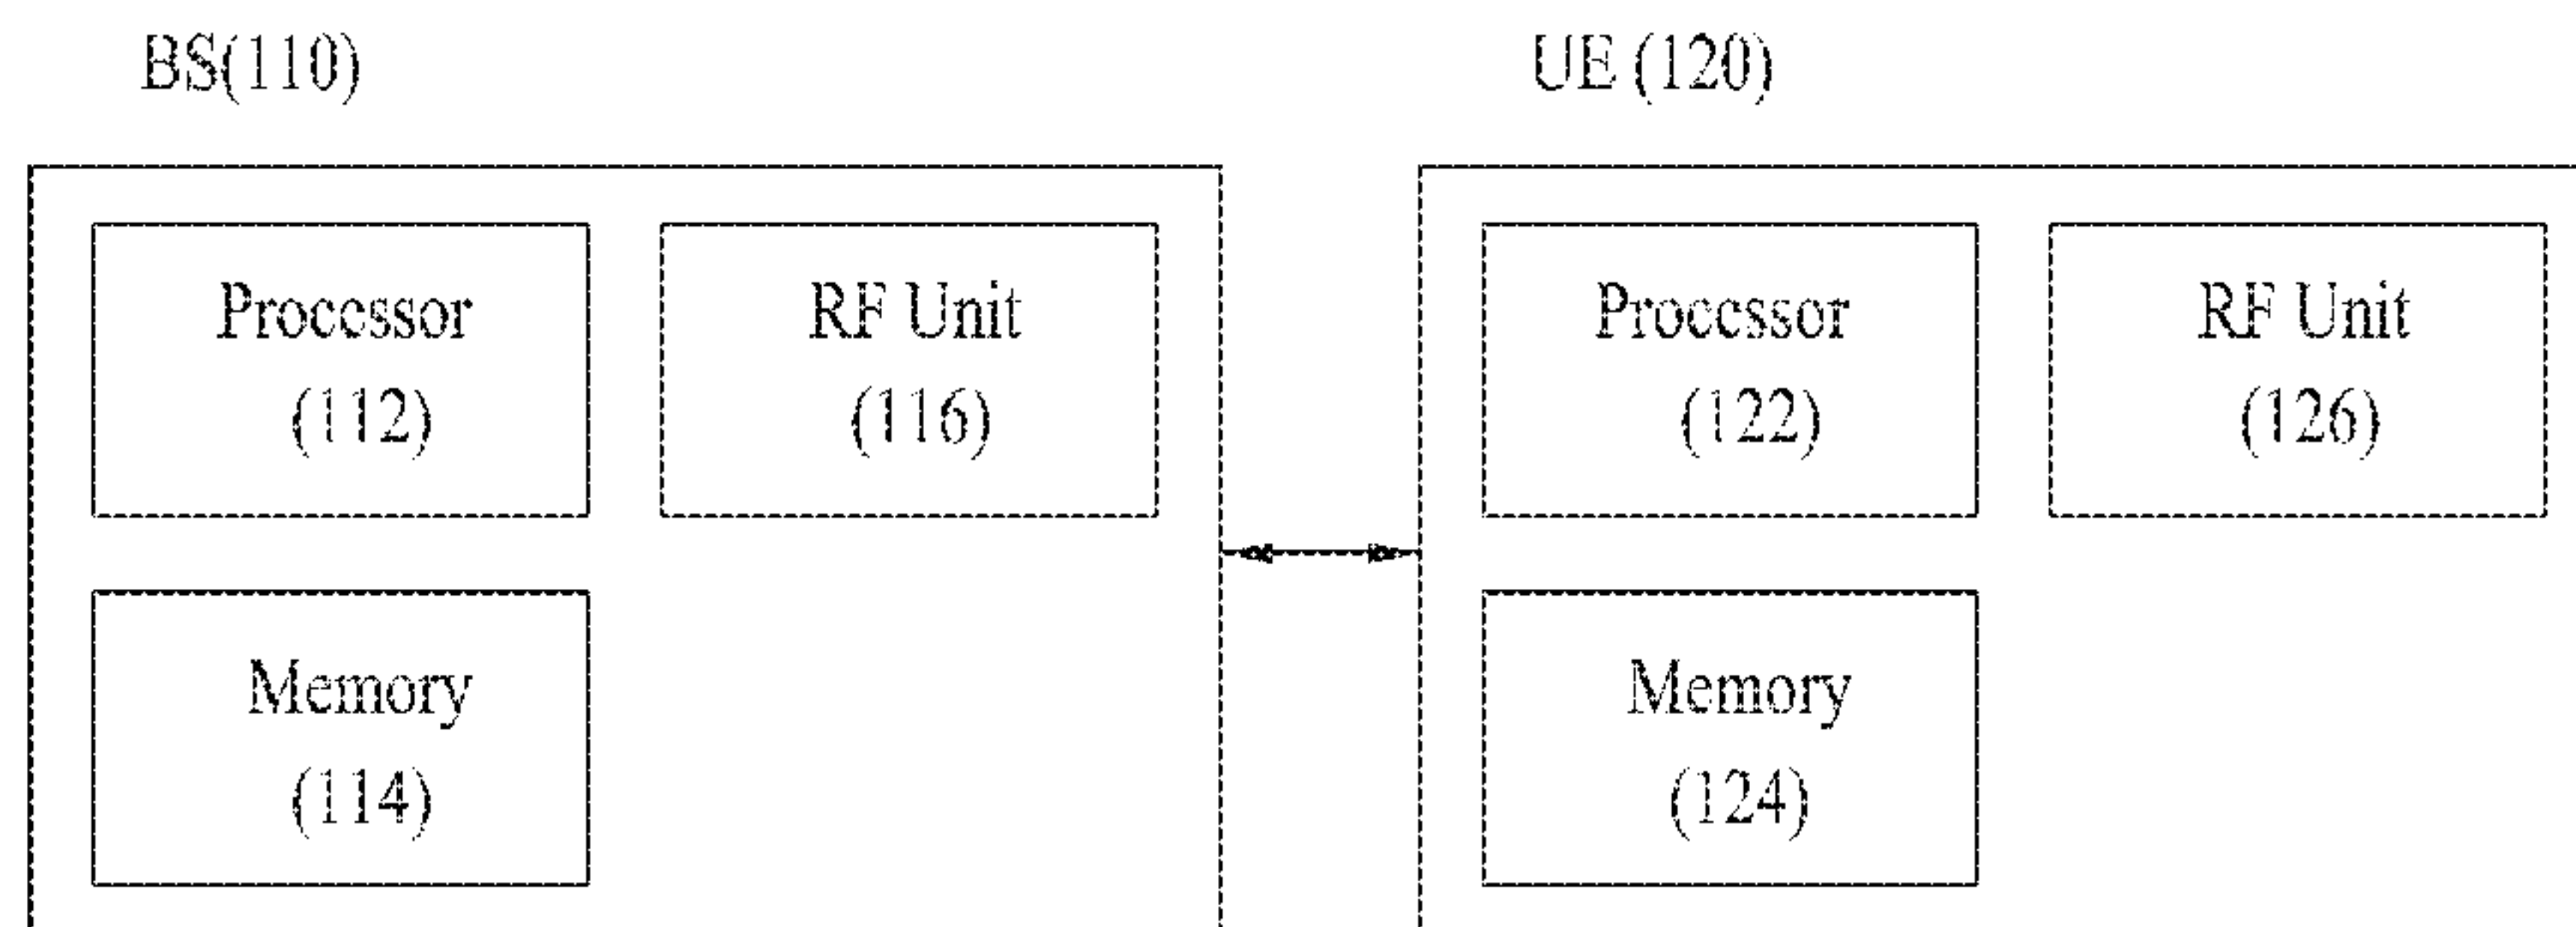 BS(110)
UE (120)
Processor
(112)
RF Unit
(116)
Processor
(122)
RF Unit
(126)
Memory
(114)
Memory
(124)